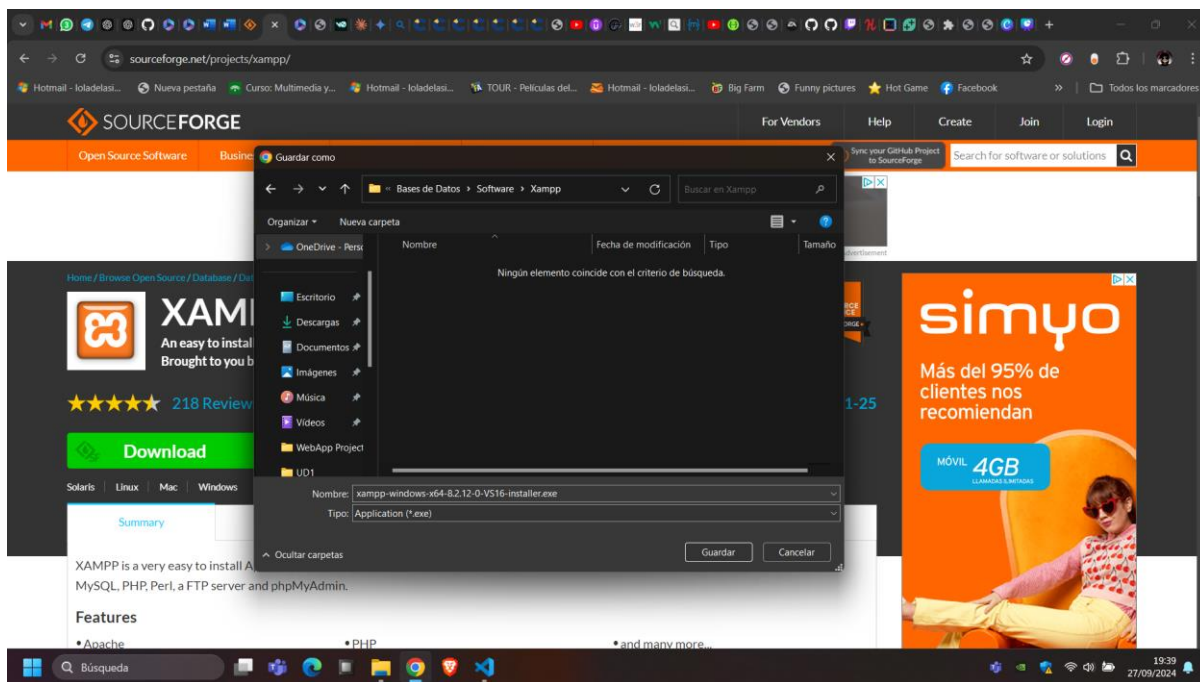 sourceforge.net/projects/xampp/
Hotmail - loladelasi... Nueva pestaña Curso: Multimedia y... Hotmail - loladelasi... TOUR - Películas del... Hotmail - loladelasi... Big Farm Funny pictures Hot Game Facebook » Todos los marcadores
SOURCEFORGE For Vendors Help Create Join Login
Open Source Software Busine
Sync your GitHub Project
to SourceForge
Search for software or solutions
Guardar como
« Bases de Datos > Software > Xampp
Buscar en Xampp
Organizar Nueva carpeta
OneDrive - Perso
Nombre Fecha de modificación Tipo Tamaño
Ningún elemento coincide con el criterio de búsqueda.
Escritorio
Descargas
Documentos
Imágenes
Música
Vídeos
WebApp Project
UD1
Nombre: xampp-windows-x64-8.2.12-0-VS16-installer.exe
Tipo: Application (*.exe)
Ocultar carpetas
Guardar Cancelar
Home / Browse Open Source / Database / Dat
XAM
An easy to instal
Brought to you b
218 Review
1-25
Download
Solaris Linux Mac Windows
Summary
XAMPP is a very easy to install A
MySQL, PHP, Perl, a FTP server and phpMyAdmin.
Features
• Apache • PHP • and many more...
simyo
Más del 95% de
clientes nos
recomiendan
MÓVIL 4GB
LLAMADAS ILIMITADAS
Búsqueda
19:39
27/09/2024